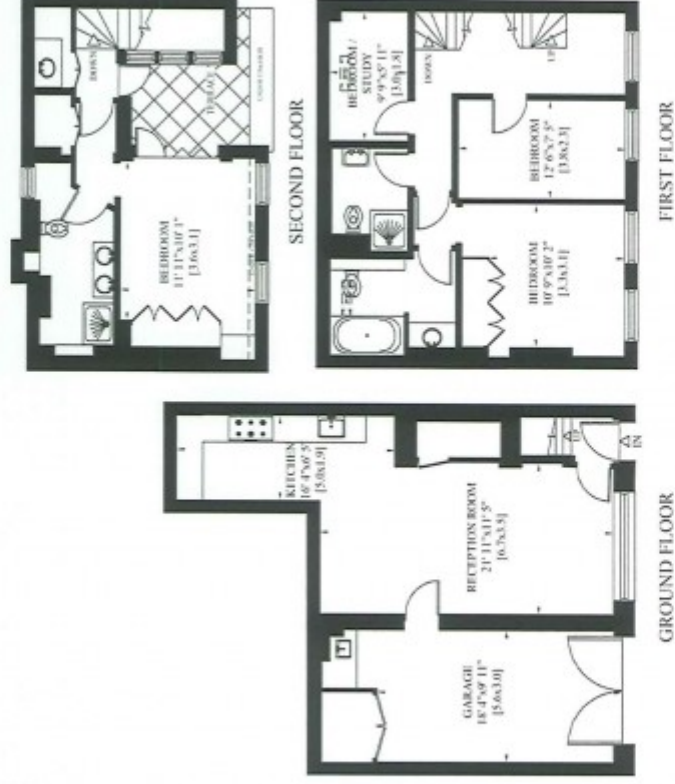 DOWN
TERRACE
BEDROOM
11'11"x10'1"
[3.6x3.1]
SECOND FLOOR
BEDROOM /
STUDY
9'9"x5'11"
[3.0x1.8]
DOWN
UP
BEDROOM
12'6"x7'5"
[3.8x2.3]
BEDROOM
10'9"x10'2"
[3.3x3.1]
FIRST FLOOR
KITCHEN
16'4"x6'5"
[5.0x1.9]
RECEPTION ROOM
21'11"x11'5"
[6.7x3.5]
UP
IN
GARAGE
18'4"x9'11"
[5.6x3.0]
GROUND FLOOR